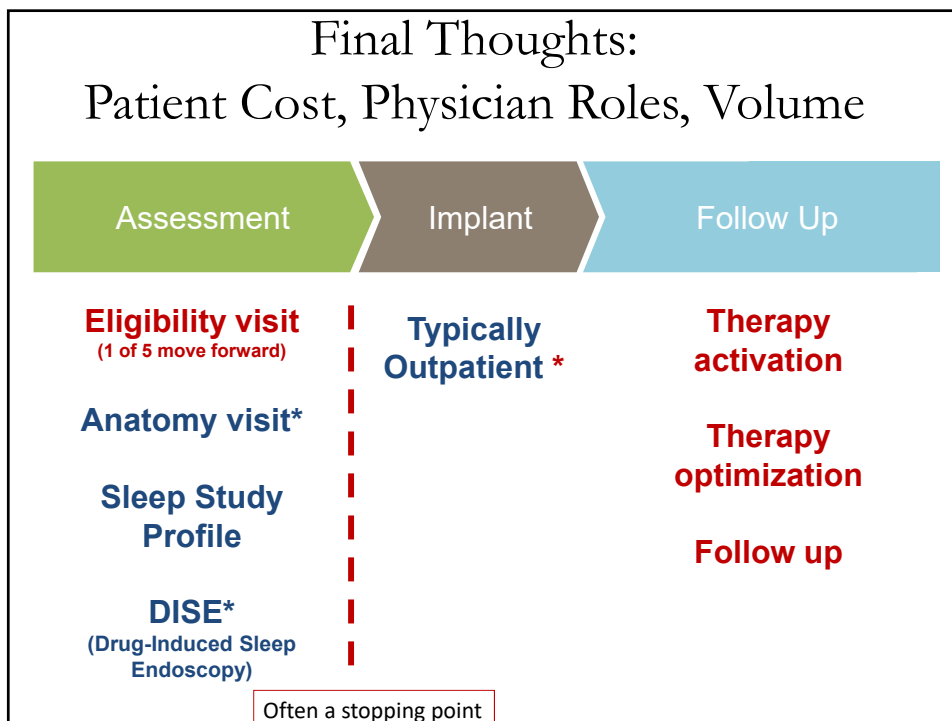 Final Thoughts:
Patient Cost, Physician Roles, Volume
Assessment
Implant
Follow Up
Eligibility visit
(1 of 5 move forward)
Anatomy visit*
Sleep Study
Profile
DISE*
(Drug-Induced Sleep
Endoscopy)
Often a stopping point
Typically
Outpatient *
Therapy
activation
Therapy
optimization
Follow up